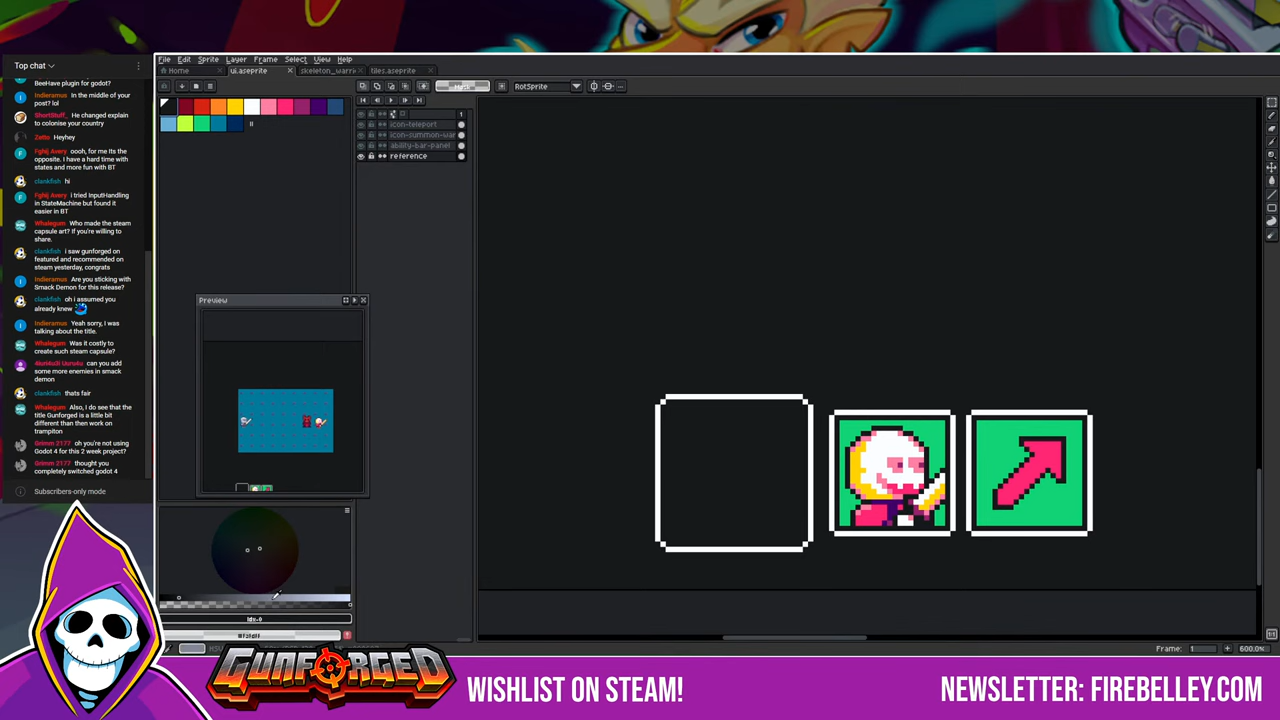 Top chat
BeeHave plugin for godot?
Indieramus In the middle of your
post? lol
ShortStuff_ He changed explain
to colonise your country
Zetto Heyhey
Fghij Avery oooh, for me Its the
opposite. I have a hard time with
states and more fun with BT
clankfish hi
Fghij Avery i tried InputHandling
in StateMachine but found it
easier in BT
Whalegum Who made the steam
capsule art? If you're willing to
share.
clankfish i saw gunforged on
featured and recommended on
steam yesterday, congrats
Indieramus Are you sticking with
Smack Demon for this release?
clankfish oh i assumed you
already knew
Indieramus Yeah sorry, I was
talking about the title.
Whalegum Was it costly to
create such steam capsule?
can you add
some more enemies in smack
demon
clankfish thats fair
Whalegum Also, I do see that the
title Gunforged is a little bit
different than then work on
trampiton
Grimm 2177 oh you're not using
Godot 4 for this 2 week project?
Grimm 2177 thought you
completely switched godot 4
Subscribers-only mode
File Edit Sprite Layer Frame Select View Help
Home ui.aseprite skeleton_warri tiles.aseprite
RotSprite
1
icon-teleport
icon-summon-war
ability-bar-panel
reference
Preview
Idx-0
Frame: 1 600.0%
GUNFORGED
WISHLIST ON STEAM!
NEWSLETTER: FIREBELLEY.COM